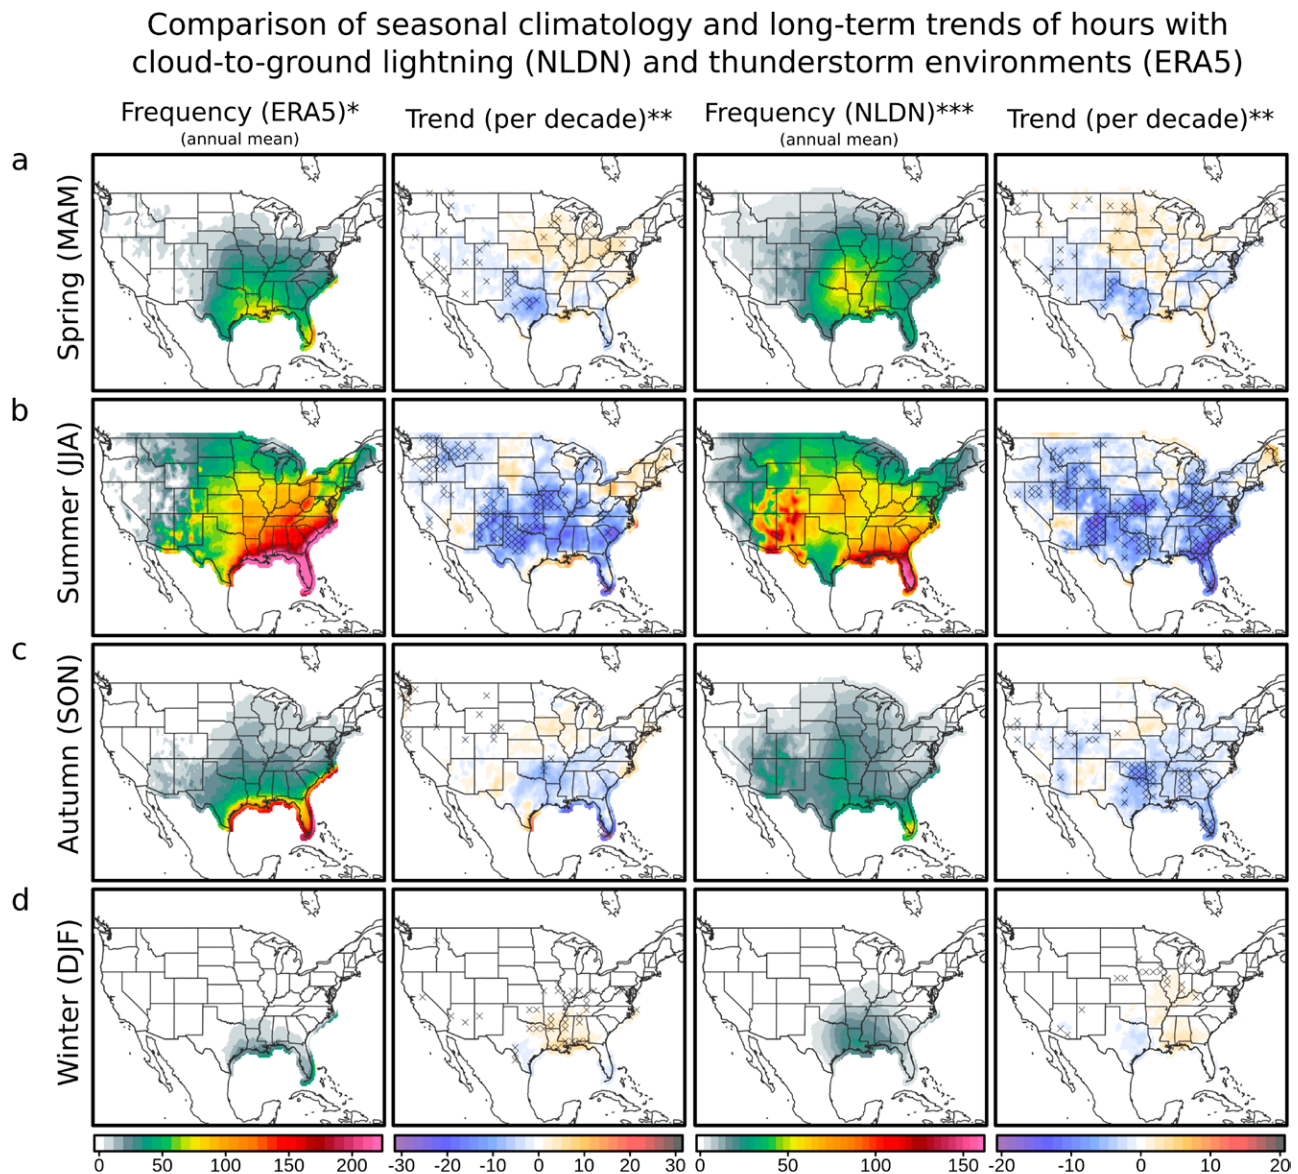 Comparison of seasonal climatology and long-term trends of hours with
cloud-to-ground lightning (NLDN) and thunderstorm environments (ERA5)
Frequency (ERA5)*
(annual mean)
Trend (per decade)**
Frequency (NLDN)***
(annual mean)
Trend (per decade)**
a
Spring (MAM)
b
Summer (JJA)
c
Autumn (SON)
d
Winter (DJF)
0 50 100 150 200
-30 -20 -10 0 10 20 30
0 50 100 150
-20 -10 0 10 20